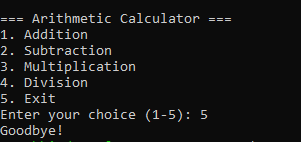 === Arithmetic Calculator ===
1. Addition
2. Subtraction
3. Multiplication
4. Division
5. Exit
Enter your choice (1-5): 5
Goodbye!